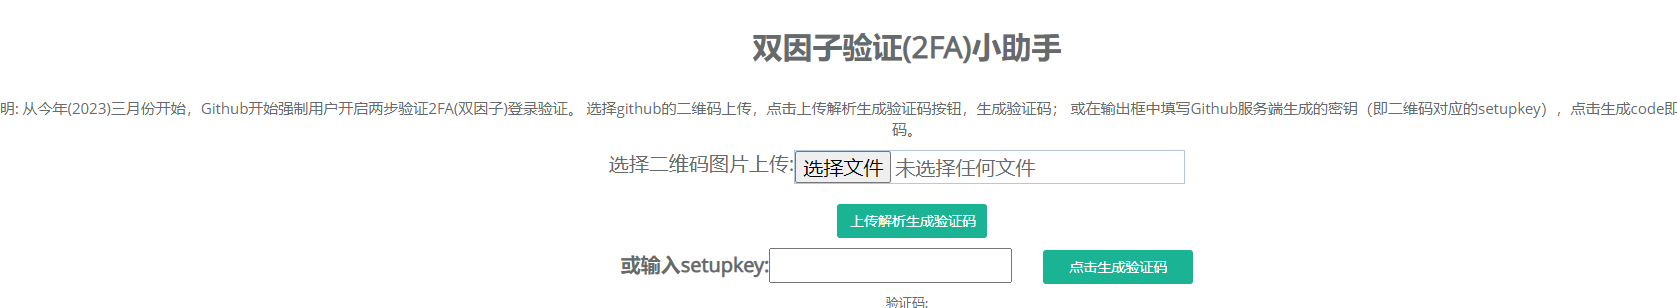 双因子验证(2FA)小助手
明: 从今年(2023)三月份开始，Github开始强制用户开启两步验证2FA(双因子)登录验证。 选择github的二维码上传，点击上传解析生成验证码按钮，生成验证码； 或在输出框中填写Github服务端生成的密钥（即二维码对应的setupkey），点击生成code即
码。
选择二维码图片上传:选择文件 未选择任何文件
上传解析生成验证码
或输入setupkey: 点击生成验证码
验证码: